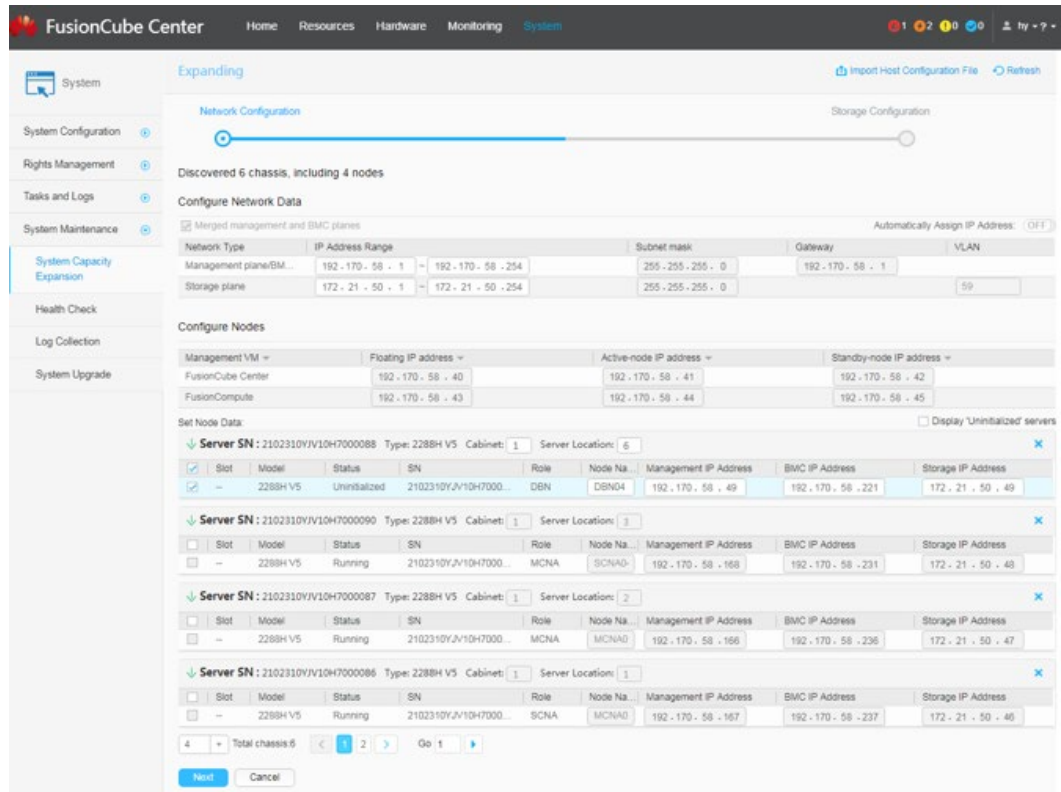 FusionCube Center Home Resources Hardware Monitoring System 1 2 0 0 hy ?
System
Expanding Import Host Configuration File Refresh
Network Configuration Storage Configuration
System Configuration
Rights Management
Discovered 6 chassis, including 4 nodes
Tasks and Logs
Configure Network Data
System Maintenance
Merged management and BMC planes Automatically Assign IP Address: OFF
Network Type IP Address Range Subnet mask Gateway VLAN
System Capacity
Expansion
Management plane/BM... 192 . 170 . 58 . 1 – 192 . 170 . 58 . 254 255 . 255 . 255 . 0 192 . 170 . 58 . 1
Storage plane 172 . 21 . 50 . 1 – 172 . 21 . 50 . 254 255 . 255 . 255 . 0 59
Health Check
Configure Nodes
Log Collection
Management VM Floating IP address Active-node IP address Standby-node IP address
System Upgrade
FusionCube Center 192 . 170 . 58 . 40 192 . 170 . 58 . 41 192 . 170 . 58 . 42
FusionCompute 192 . 170 . 58 . 43 192 . 170 . 58 . 44 192 . 170 . 58 . 45
Set Node Data: Display 'Uninitialized' servers
Server SN : 2102310YJV10H7000088 Type: 2288H V5 Cabinet: 1 Server Location: 6
Slot Model Status SN Role Node Na... Management IP Address BMC IP Address Storage IP Address
-- 2288H V5 Uninitialized 2102310YJV10H7000... DBN DBN04 192 . 170 . 58 . 49 192 . 170 . 58 . 221 172 . 21 . 50 . 49
Server SN : 2102310YJV10H7000090 Type: 2288H V5 Cabinet: 1 Server Location: 3
Slot Model Status SN Role Node Na... Management IP Address BMC IP Address Storage IP Address
-- 2288H V5 Running 2102310YJV10H7000... MCNA SCNA0 192 . 170 . 58 . 168 192 . 170 . 58 . 231 172 . 21 . 50 . 48
Server SN : 2102310YJV10H7000087 Type: 2288H V5 Cabinet: 1 Server Location: 2
Slot Model Status SN Role Node Na... Management IP Address BMC IP Address Storage IP Address
-- 2288H V5 Running 2102310YJV10H7000... MCNA MCNA0 192 . 170 . 58 . 166 192 . 170 . 58 . 236 172 . 21 . 50 . 47
Server SN : 2102310YJV10H7000086 Type: 2288H V5 Cabinet: 1 Server Location: 1
Slot Model Status SN Role Node Na... Management IP Address BMC IP Address Storage IP Address
-- 2288H V5 Running 2102310YJV10H7000... SCNA MCNA0 192 . 170 . 58 . 167 192 . 170 . 58 . 237 172 . 21 . 50 . 46
4 Total chassis:6 < 1 2 > Go 1
Next Cancel